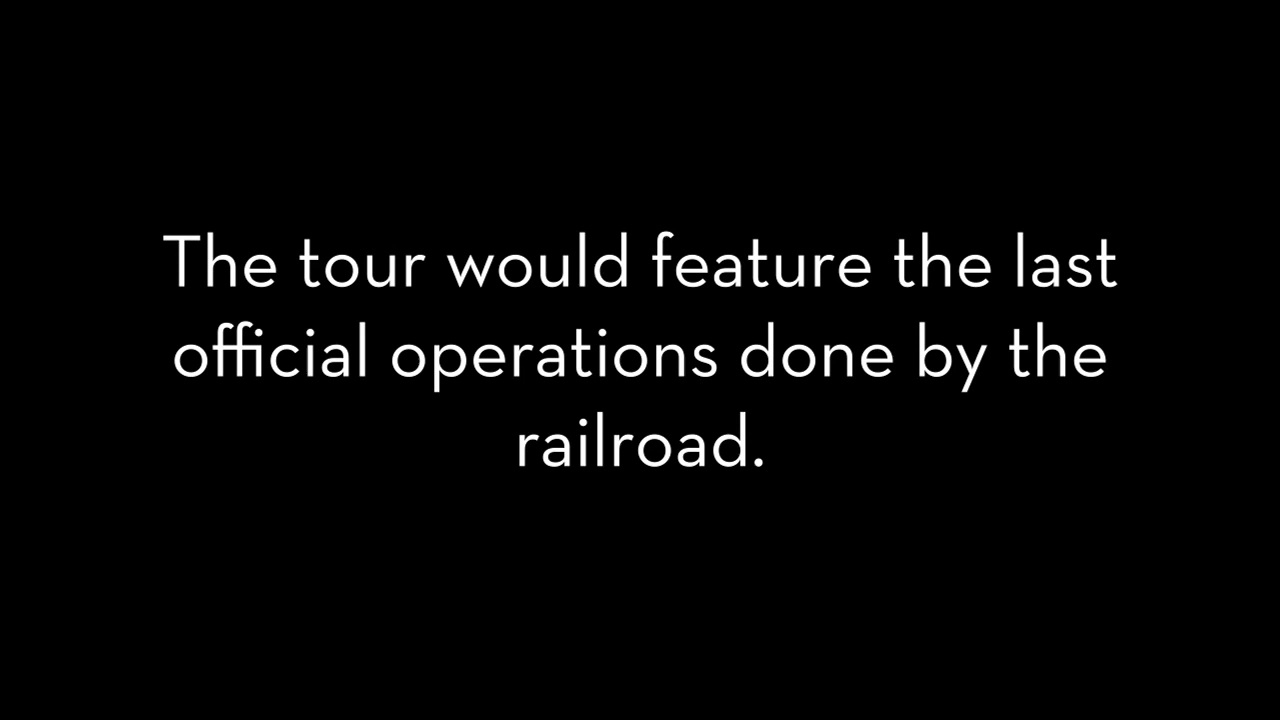 The tour would feature the last
official operations done by the
railroad.